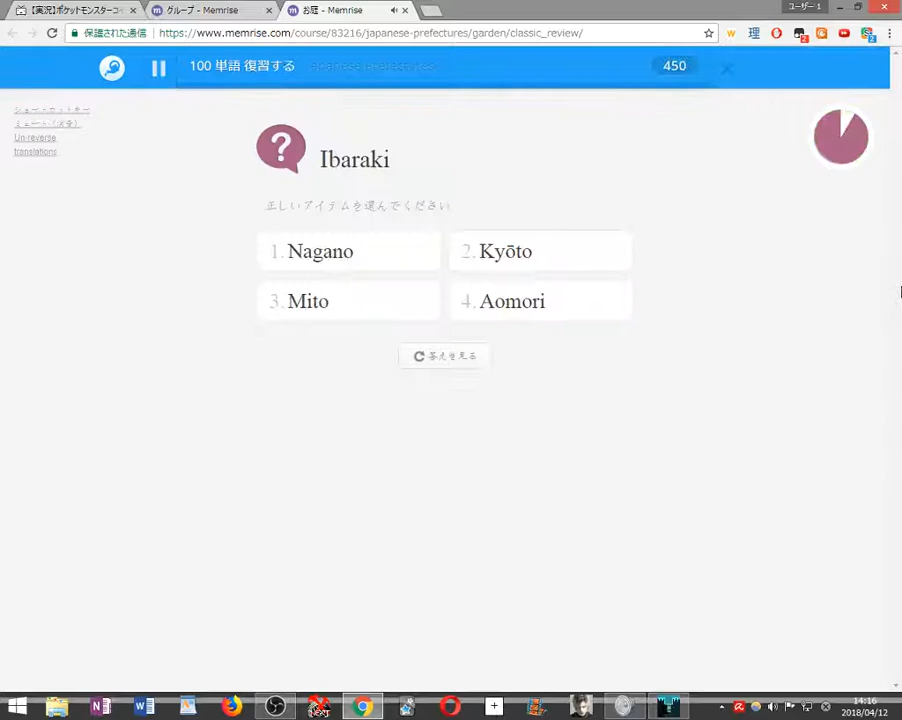 【実況】ポケットモンスターコー
グループ - Memrise
お庭 - Memrise
ユーザー 1
保護された通信
https://www.memrise.com/course/83216/japanese-prefectures/garden/classic_review/
100 単語 復習する
450
Un-reverse
translations
Ibaraki
正しいアイテムを選んでください
1. Nagano
2. Kyōto
3. Mito
4. Aomori
答えを見る
14:16
2018/04/12